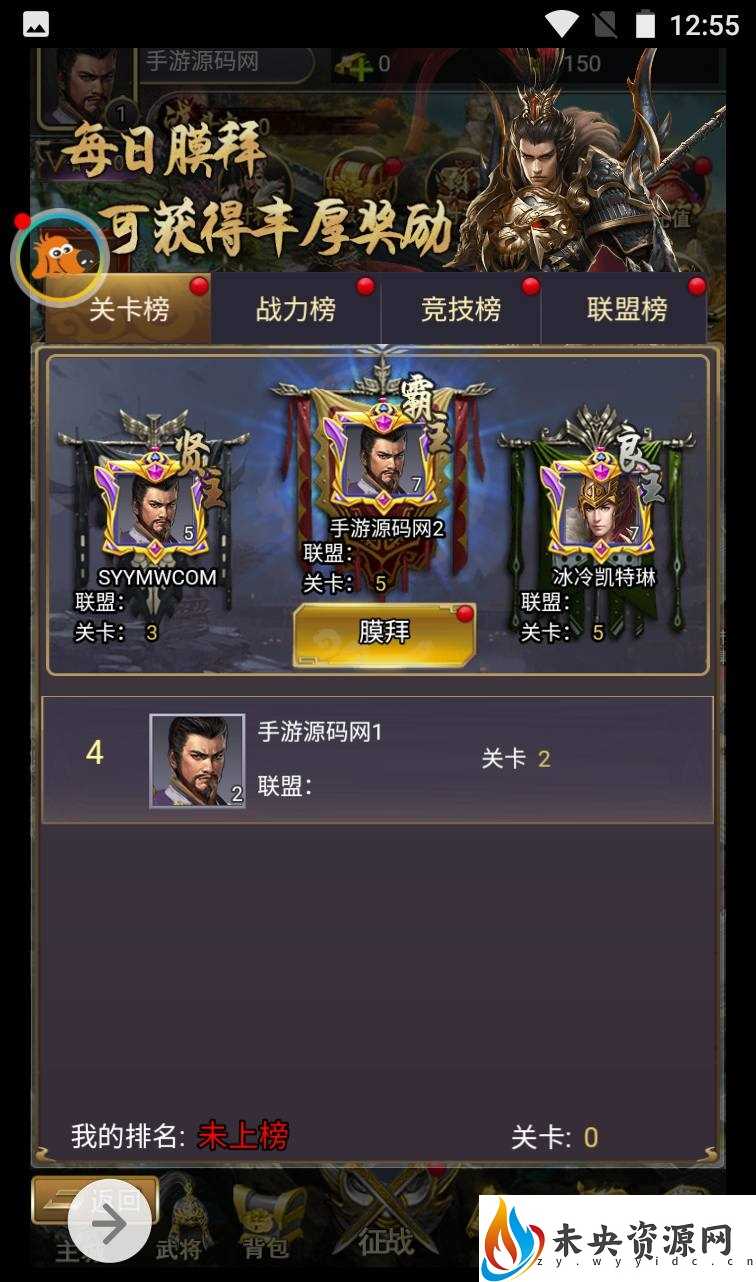 12:55
手游源码网
0
150
1
每日膜拜
可获得丰厚奖励
关卡榜
战力榜
竞技榜
联盟榜
霸主
贤主
良主
7
5
7
手游源码网2
联盟：
关卡： 5
SYYMWCOM
联盟：
关卡： 3
冰冷凯特琳
联盟：
关卡： 5
膜拜
4
2
手游源码网1
联盟：
关卡 2
我的排名: 未上榜
关卡: 0
返回
武将
背包
征战
未央资源网
zy.wyyidc.cn